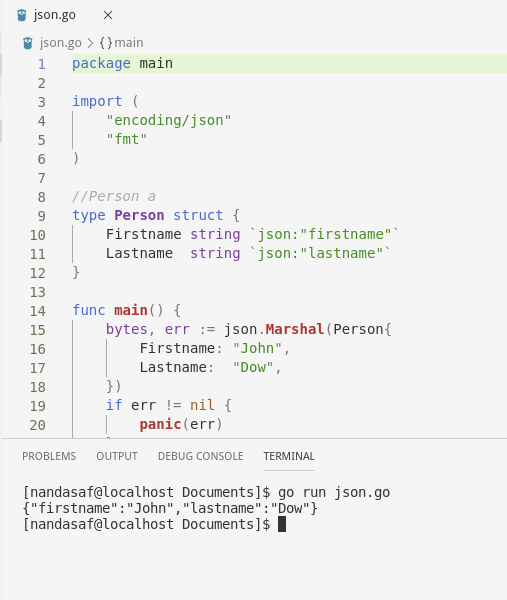 json.go ×
json.go > {} main
1 package main
2
3 import (
4     "encoding/json"
5     "fmt"
6 )
7
8 //Person a
9 type Person struct {
10     Firstname string `json:"firstname"`
11     Lastname  string `json:"lastname"`
12 }
13
14 func main() {
15     bytes, err := json.Marshal(Person{
16         Firstname: "John",
17         Lastname:  "Dow",
18     })
19     if err != nil {
20         panic(err)
PROBLEMS OUTPUT DEBUG CONSOLE TERMINAL
[nandasaf@localhost Documents]$ go run json.go
{"firstname":"John","lastname":"Dow"}
[nandasaf@localhost Documents]$